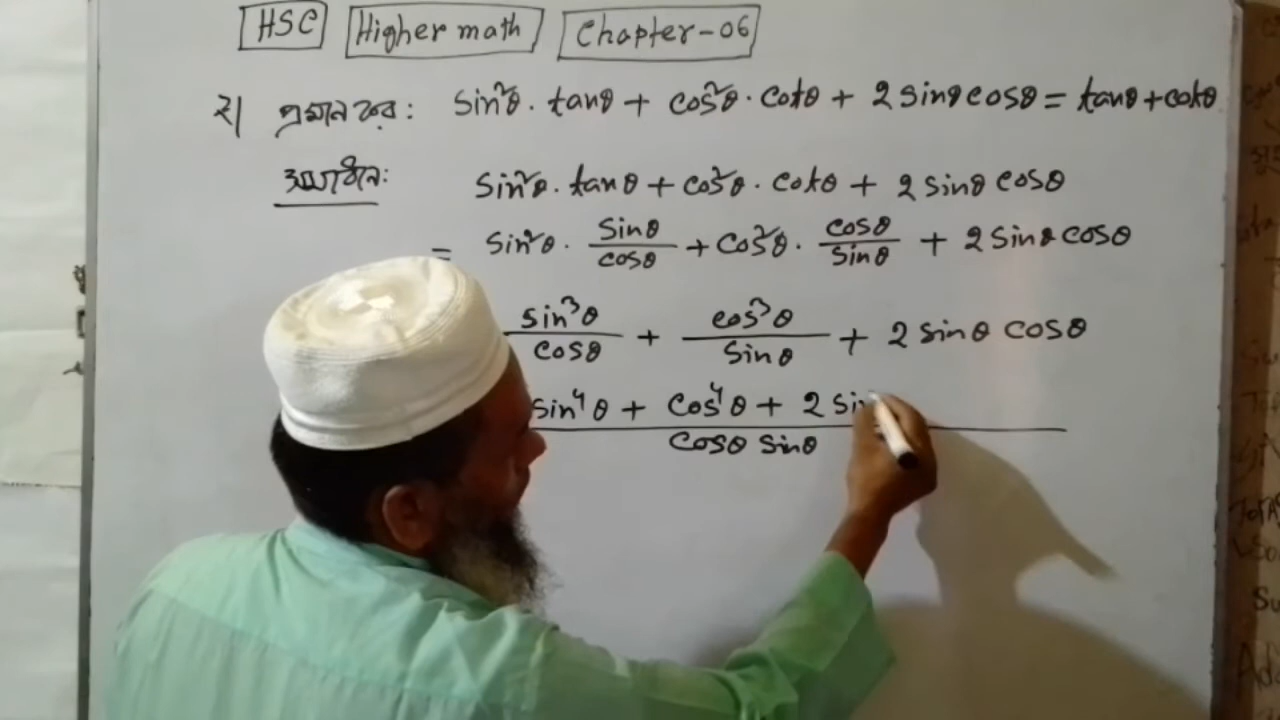 HSC Higher math Chapter-06
২। প্রমাণ কর: sin²θ · tanθ + cos²θ · cotθ + 2 sinθ cosθ = tanθ + cotθ
সমাধান: sin²θ · tanθ + cos²θ · cotθ + 2 sinθ cosθ
= sin²θ · sinθ/cosθ + cos²θ · cosθ/sinθ + 2 sinθ cosθ
sin³θ/cosθ + cos³θ/sinθ + 2 sinθ cosθ
sin⁴θ + cos⁴θ + 2 sin
cosθ sinθ